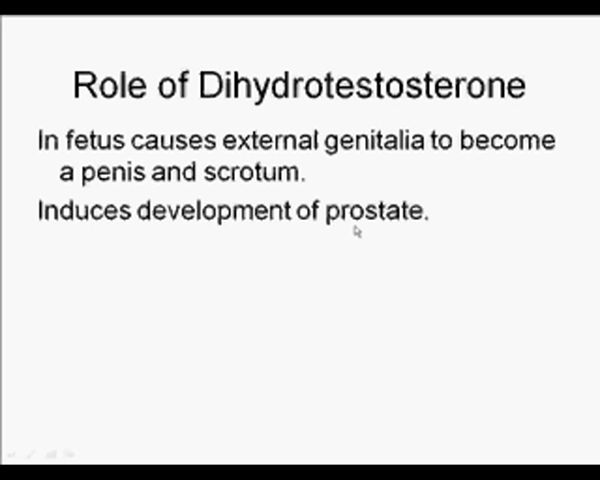 Role of Dihydrotestosterone
In fetus causes external genitalia to become
a penis and scrotum.
Induces development of prostate.